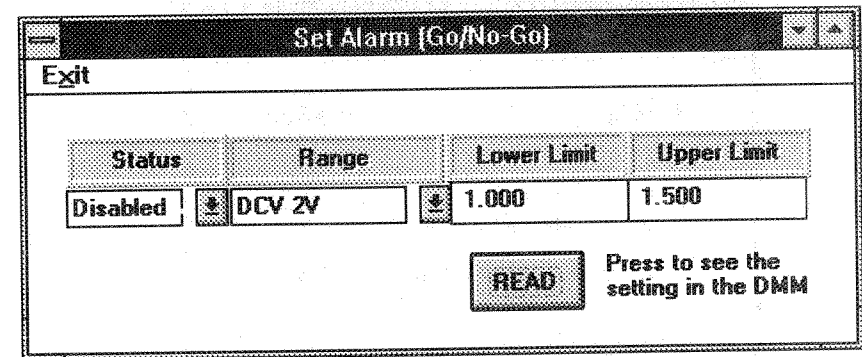 Set Alarm (Go/No-Go)
Exit
Status Range Lower Limit Upper Limit
Disabled DCV 2V 1.000 1.500
READ
Press to see the
setting in the DMM